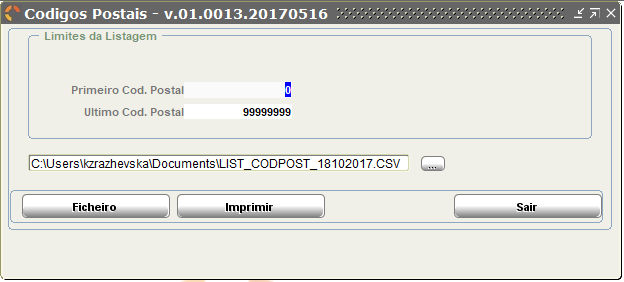 Codigos Postais - v.01.0013.20170516
Limites da Listagem
Primeiro Cod. Postal 0
Ultimo Cod. Postal 99999999
C:\Users\kzrazhevska\Documents\LIST_CODPOST_18102017.CSV ...
Ficheiro Imprimir Sair